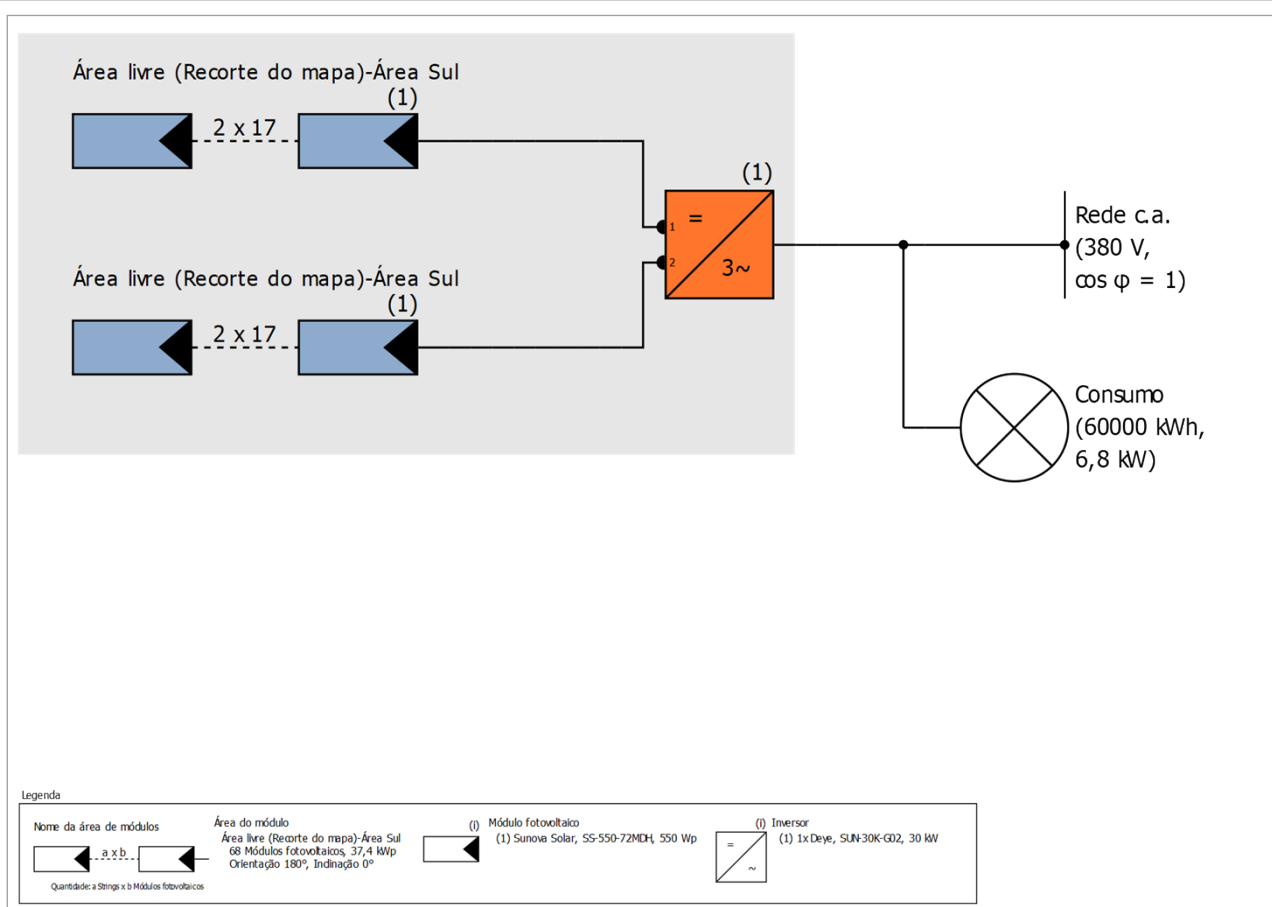 Área livre (Recorte do mapa)-Área Sul
(1)
2 x 17
(1)
1
=
2
3~
Rede c.a.
(380 V,
cos φ = 1)
Área livre (Recorte do mapa)-Área Sul
(1)
2 x 17
Consumo
(60000 kWh,
6,8 kW)
Legenda
Nome da área de módulos
a x b
Quantidade: a Strings x b Módulos fotovoltaicos
Área do módulo
Área livre (Recorte do mapa)-Área Sul
68 Módulos fotovoltaicos, 37,4 kWp
Orientação 180°, Inclinação 0°
(i) Módulo fotovoltaico
(1) Sunova Solar, SS-550-72MDH, 550 Wp
(i) Inversor
=
~
(1) 1x Deye, SUN-30K-G02, 30 kW